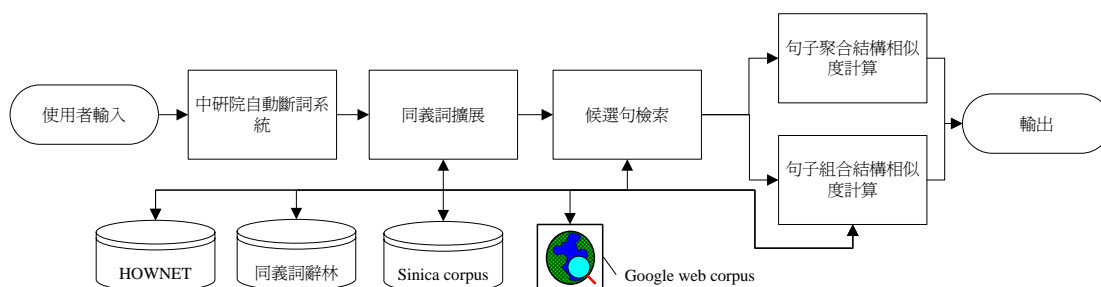 使用者輸入
中研院自動斷詞系
統
同義詞擴展
候選句檢索
句子聚合結構相似
度計算
句子組合結構相似
度計算
輸出
HOWNET
同義詞辭林
Sinica corpus
Google web corpus